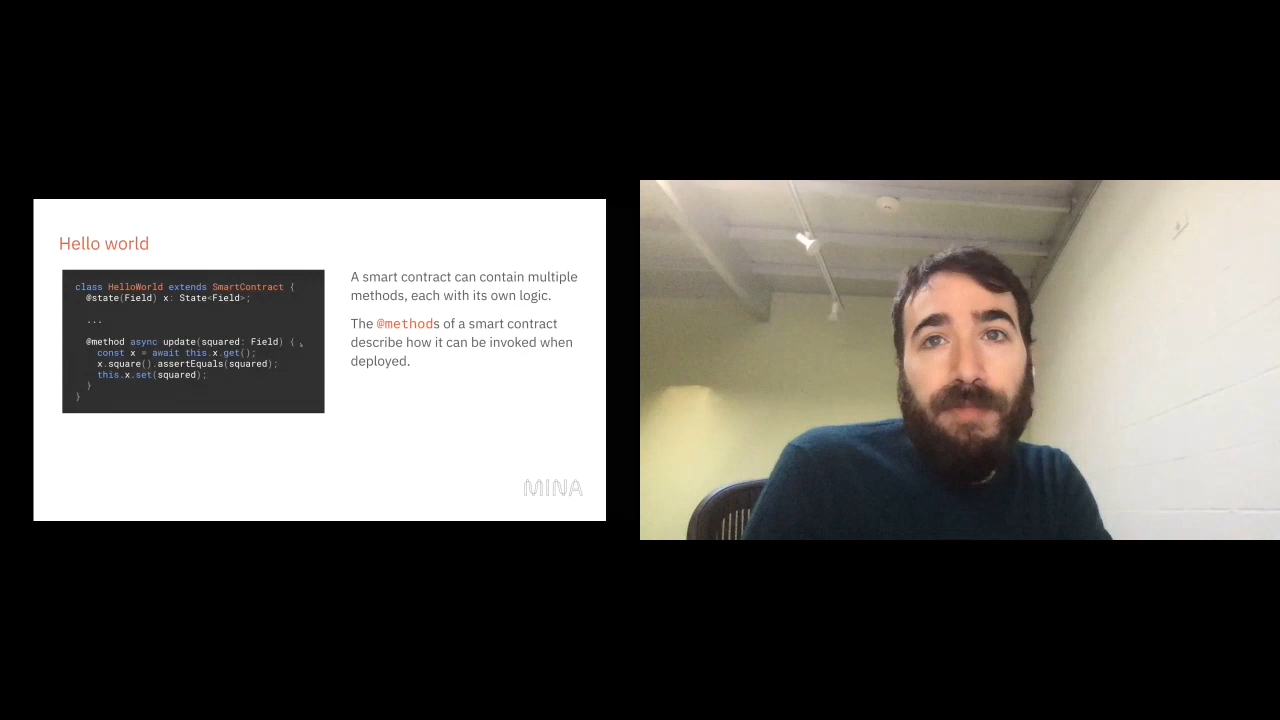 Hello world
class HelloWorld extends SmartContract {
@state(Field) x: State<Field>;
...
@method async update(squared: Field) {
const x = await this.x.get();
x.square().assertEquals(squared);
this.x.set(squared);
}
}
A smart contract can contain multiple
methods, each with its own logic.
The @methods of a smart contract
describe how it can be invoked when
deployed.
MINA